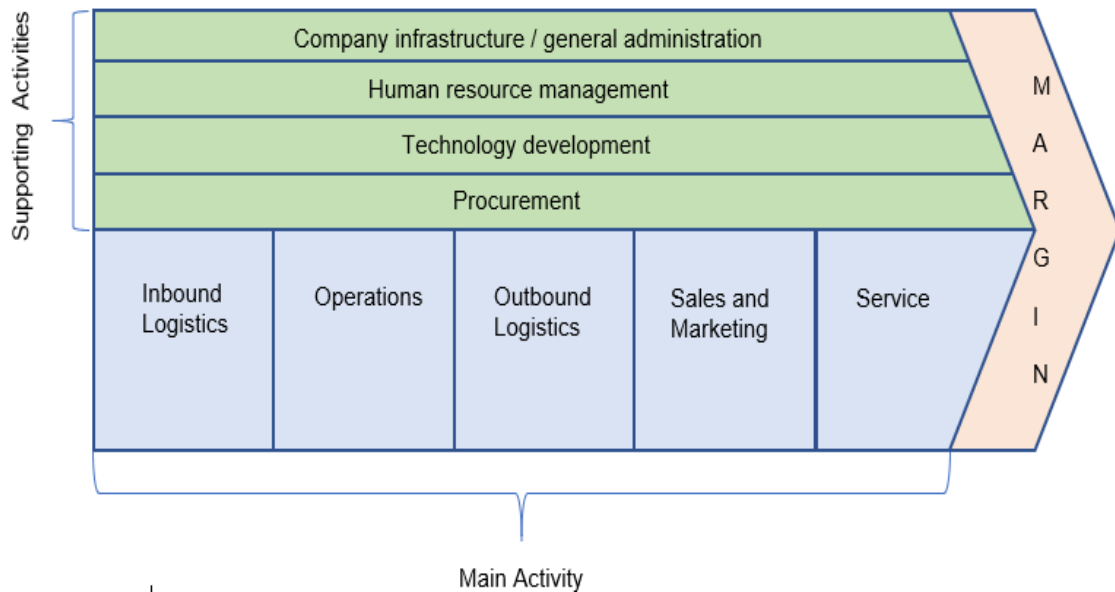 Supporting Activities
Company infrastructure / general administration
Human resource management
Technology development
Procurement
Inbound
Logistics
Operations
Outbound
Logistics
Sales and
Marketing
Service
M
A
R
G
I
N
Main Activity